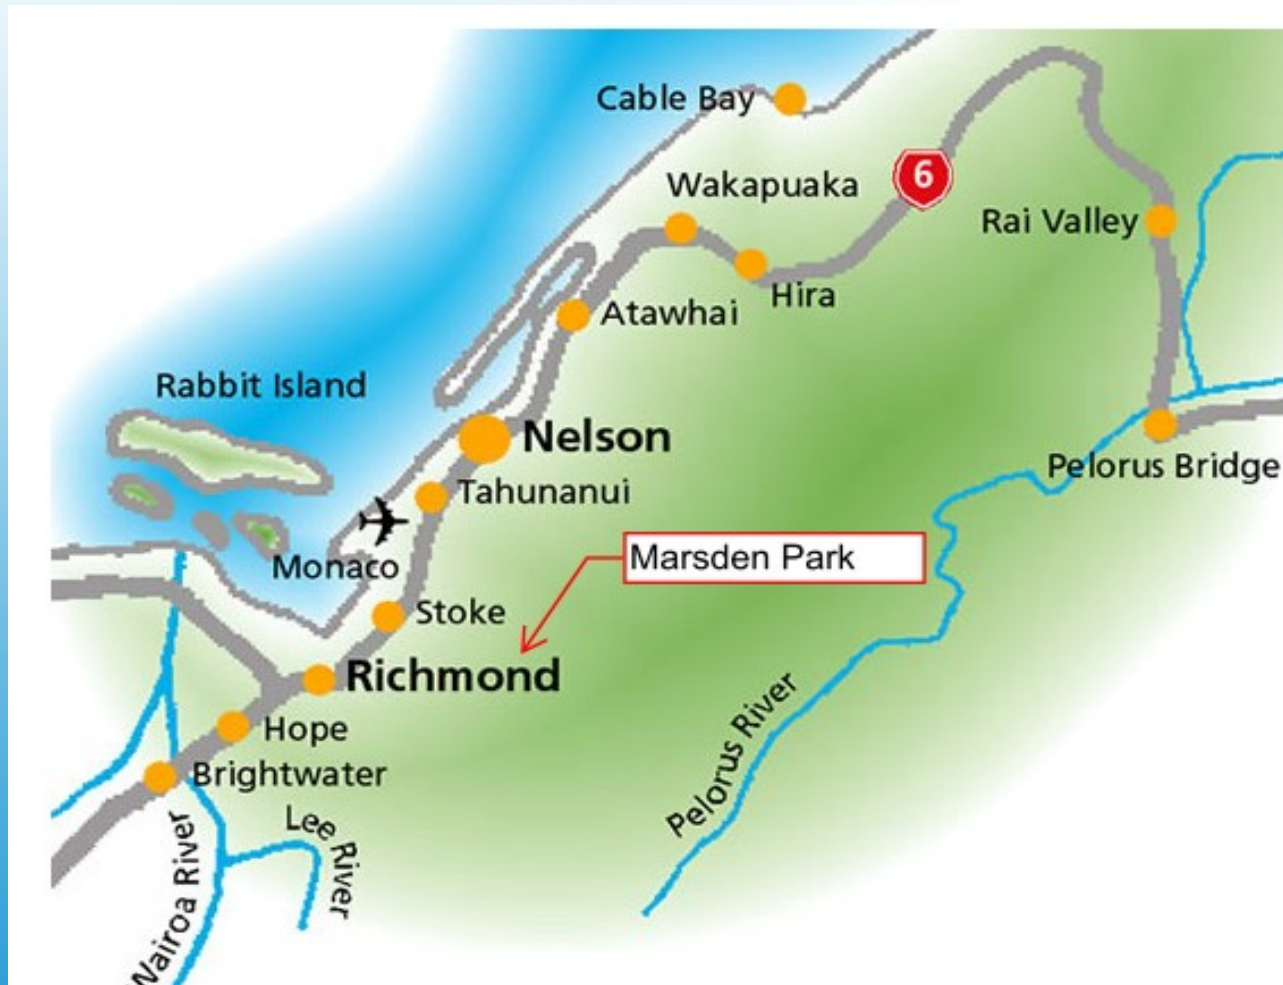 Cable Bay
Wakapuaka
6
Rai Valley
Hira
Atawhai
Rabbit Island
Nelson
Pelorus Bridge
Tahunanui
Marsden Park
Monaco
Stoke
Richmond
Hope
Pelorus River
Brightwater
Lee River
Wairoa River